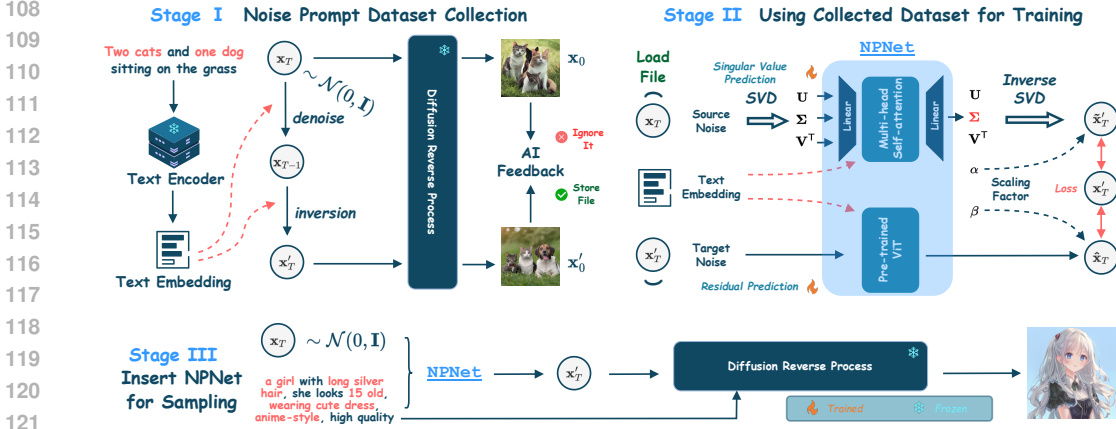 108
109
110
111
112
113
114
115
116
117
118
119
120
121
Stage I Noise Prompt Dataset Collection
Two cats and one dog
sitting on the grass
Text Encoder
Text Embedding
x_T
~ N(0, I)
denoise
x_{T-1}
inversion
x'_T
Diffusion Reverse Process
x_0
Ignore
It
AI
Feedback
Store
File
x'_0
Stage II Using Collected Dataset for Training
NPNet
Load
File
Singular Value
Prediction
SVD
x_T
Source
Noise
U
Σ
V^T
Linear
Multi-head
Self-attention
Linear
U
Σ
V^T
Inverse
SVD
x̃'_T
Text
Embedding
α
Scaling
Factor
β
Loss
x'_T
x'_T
Target
Noise
Residual Prediction
Pre-trained
ViT
x̂_T
Stage III
Insert NPNet
for Sampling
x_T ~ N(0, I)
a girl with long silver
hair, she looks 15 old,
wearing cute dress,
anime-style, high quality
NPNet
x'_T
Diffusion Reverse Process
Trained
Frozen